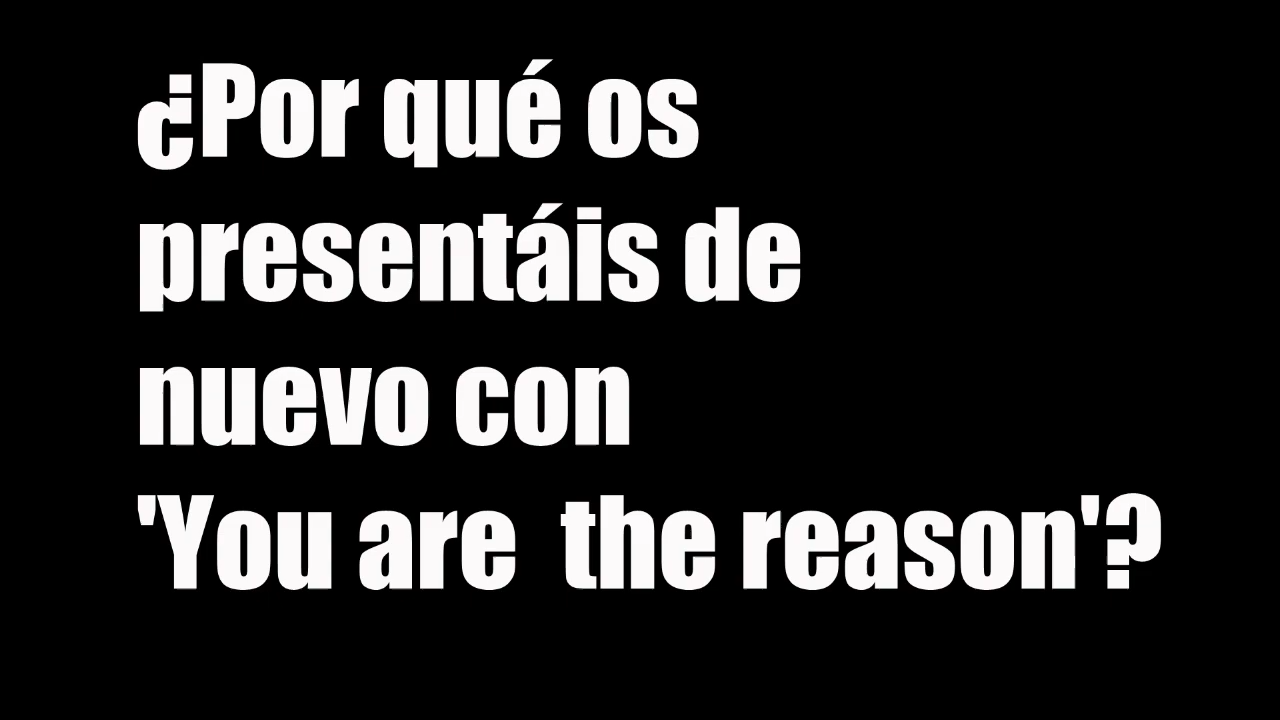 ¿Por qué os
presentáis de
nuevo con
'You are  the reason'?